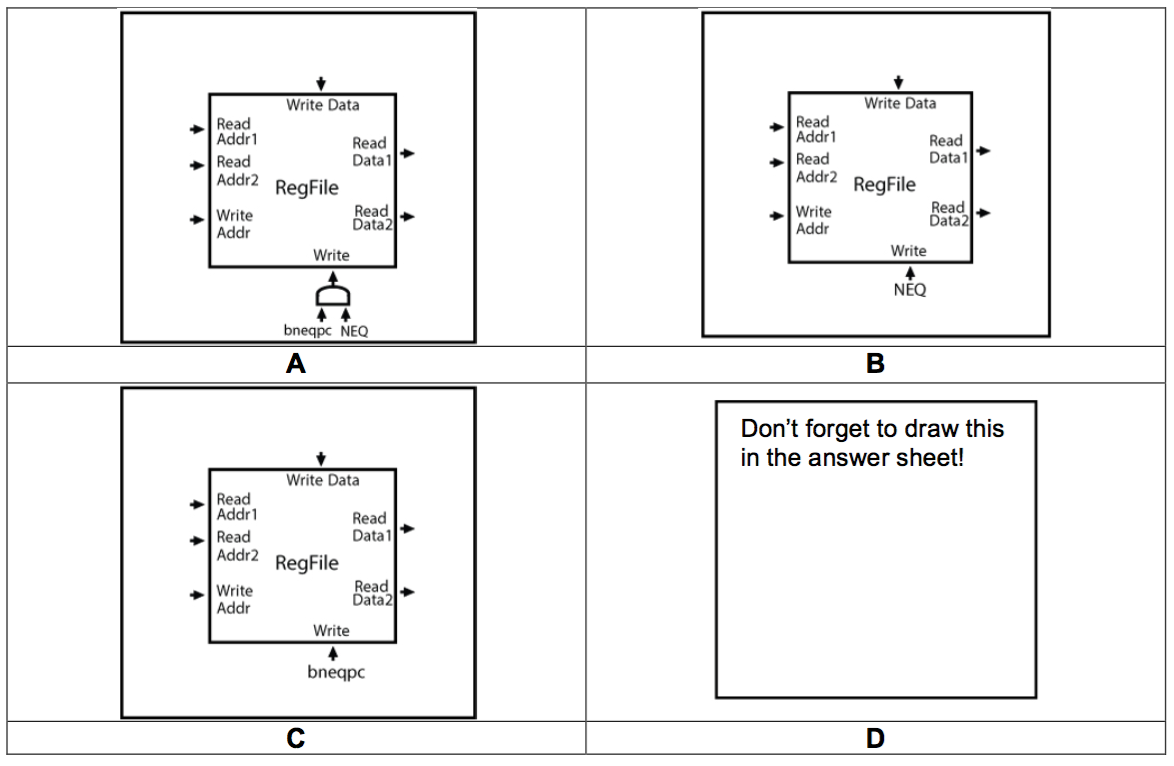 Write Data
Read
Addr1
Read
Addr2
Write
Addr
RegFile
Read
Data1
Read
Data2
Write
bneqpc NEQ
A
Write Data
Read
Addr1
Read
Addr2
Write
Addr
RegFile
Read
Data1
Read
Data2
Write
NEQ
B
Write Data
Read
Addr1
Read
Addr2
Write
Addr
RegFile
Read
Data1
Read
Data2
Write
bneqpc
C
Don’t forget to draw this
in the answer sheet!
D